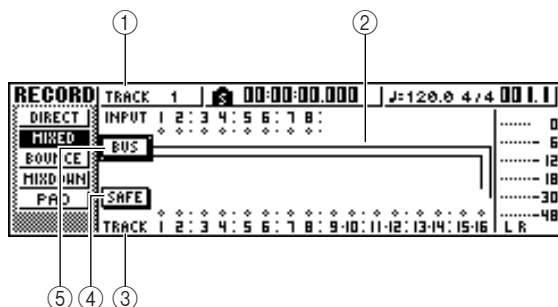 ① ②
RECORD TRACK 1 S 00:00:00.000 ♩=120.0 4/4 001.1
DIRECT INPUT 1 2 3 4 5 6 7 8 0
MIXED BUS 6
BOUNCE 12
MIXDOWN 18
PAD SAFE 30
48
TRACK 1 2 3 4 5 6 7 8 9·10 11·12 13·14 15·16 L R
⑤ ④ ③